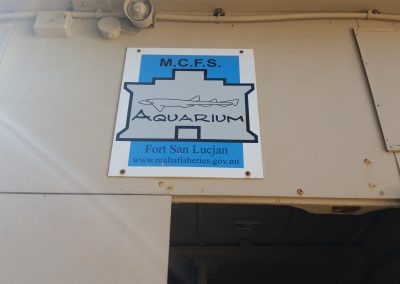 M.C.F.S.
AQUARIUM
Fort San Lucjan
www.maltafisheries.gov.mt